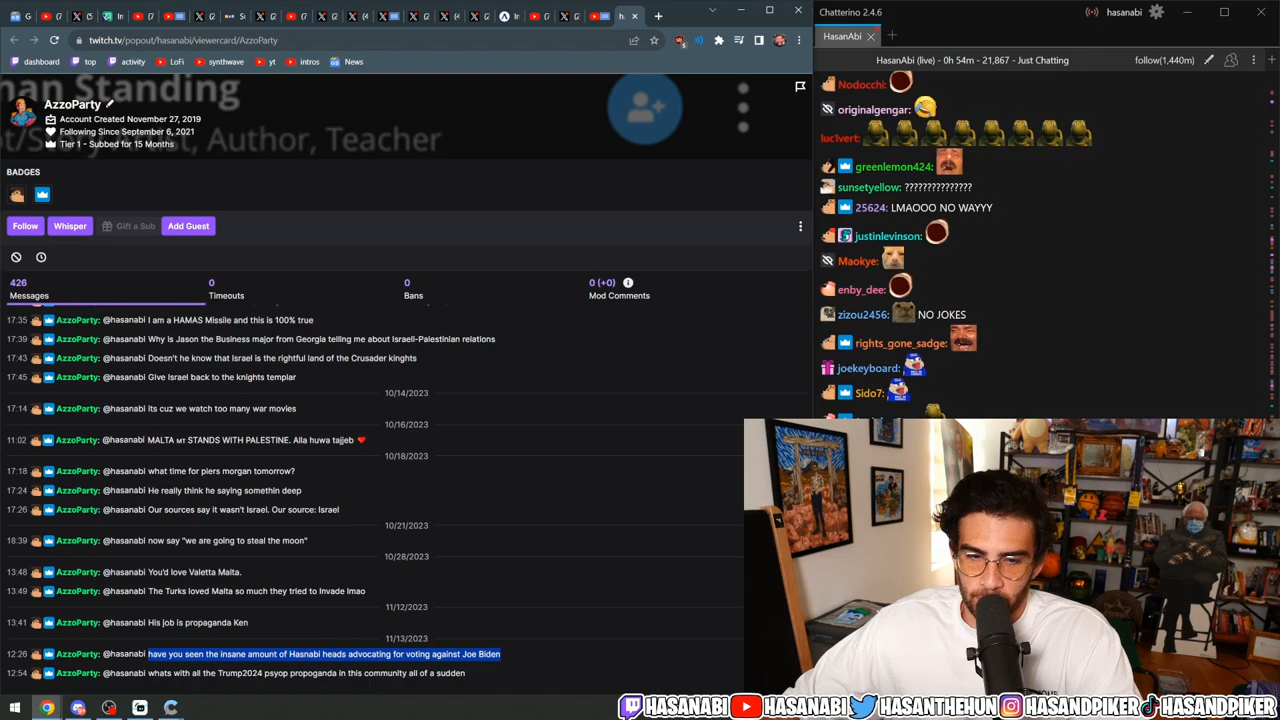 twitch.tv/popout/hasanabi/viewercard/AzzoParty
dashboard
top
activity
LoFi
synthwave
yt
intros
News
an Standing
Author, Teacher
AzzoParty
Account Created November 27, 2019
Following Since September 6, 2021
Tier 1 - Subbed for 15 Months
BADGES
Follow
Whisper
Gift a Sub
Add Guest
426
Messages
0
Timeouts
0
Bans
0 (+0)
Mod Comments
17:35 AzzoParty: @hasanabi I am a HAMAS Missile and this is 100% true
17:39 AzzoParty: @hasanabi Why is Jason the Business major from Georgia telling me about Israeli-Palestinian relations
17:43 AzzoParty: @hasanabi Doesn't he know that Israel is the rightful land of the Crusader kinghts
17:45 AzzoParty: @hasanabi Give Israel back to the knights templar
10/14/2023
17:14 AzzoParty: @hasanabi its cuz we watch too many war movies
10/16/2023
11:02 AzzoParty: @hasanabi MALTA MT STANDS WITH PALESTINE. Alla huwa tajjeb ❤
10/18/2023
17:18 AzzoParty: @hasanabi what time for piers morgan tomorrow?
17:24 AzzoParty: @hasanabi He really think he saying somethin deep
17:26 AzzoParty: @hasanabi Our sources say it wasn't Israel. Our source: Israel
10/21/2023
18:39 AzzoParty: @hasanabi now say "we are going to steal the moon"
10/28/2023
13:48 AzzoParty: @hasanabi You'd love Valetta Malta.
13:49 AzzoParty: @hasanabi The Turks loved Malta so much they tried to Invade lmao
11/12/2023
13:41 AzzoParty: @hasanabi His job is propaganda Ken
11/13/2023
12:26 AzzoParty: @hasanabi have you seen the insane amount of Hasnabi heads advocating for voting against Joe Biden
12:54 AzzoParty: @hasanabi whats with all the Trump2024 psyop propoganda in this community all of a sudden
Chatterino 2.4.6
hasanabi
HasanAbi
HasanAbi (live) - 0h 54m - 21,867 - Just Chatting
follow(1,440m)
Nodocchi:
originalgengar:
luc1vert:
greenlemon424:
sunsetyellow: ???????????????
25624: LMAOOO NO WAYYY
justinlevinson:
Maokye:
enby_dee:
zizou2456: NO JOKES
rights_gone_sadge:
joekeyboard:
Sido7:
HASANABI
HASANABI
HASANTHEHUN
HASANDPIKER
HASANDPIKER